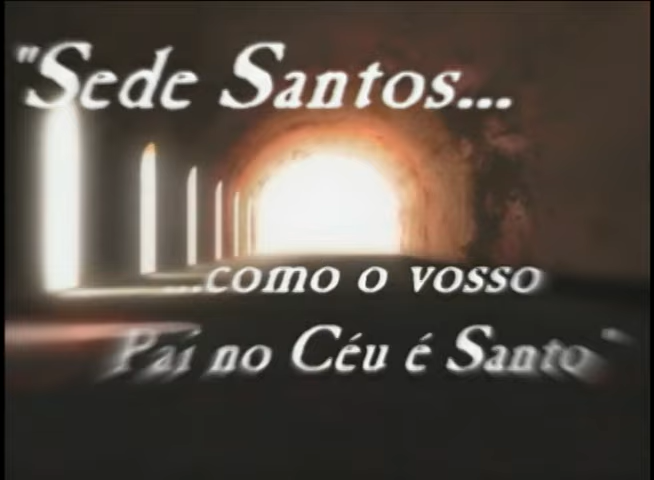 "Sede Santos...
...como o vosso
Pai no Céu é Santo"